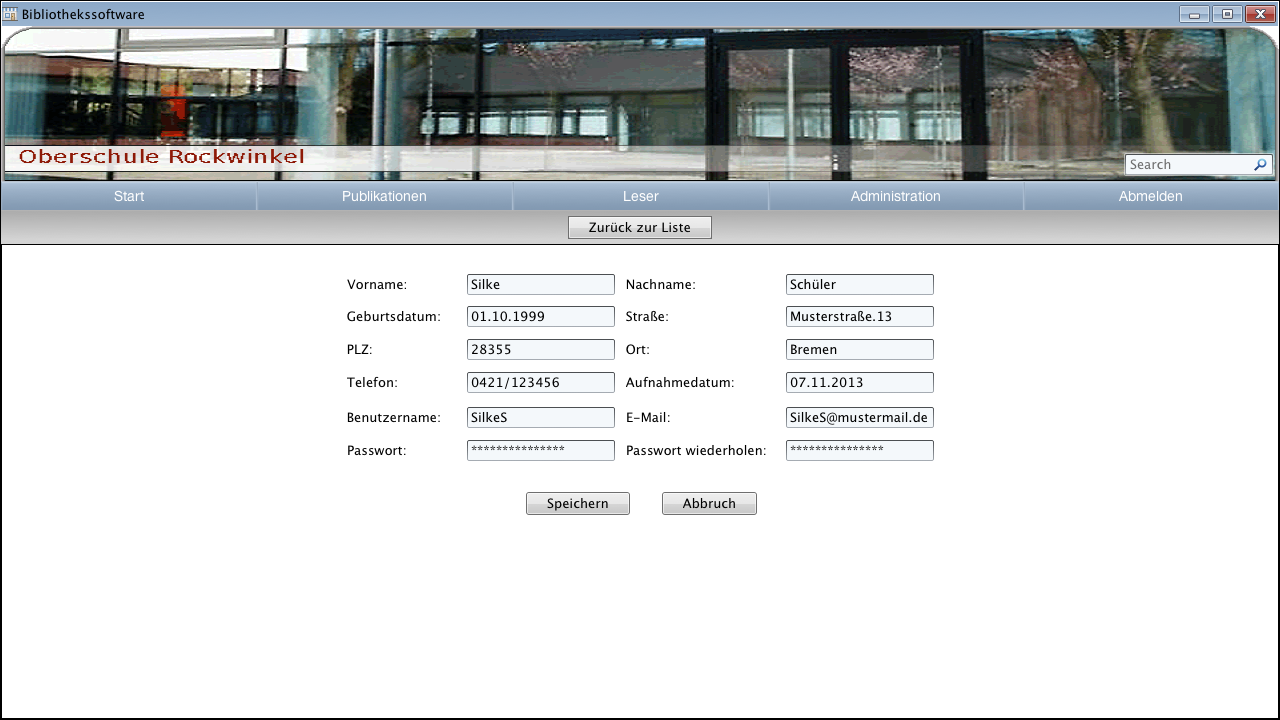 Bibliothekssoftware
Oberschule Rockwinkel
Search
Start Publikationen Leser Administration Abmelden
Zurück zur Liste
Vorname: Silke Nachname: Schüler
Geburtsdatum: 01.10.1999 Straße: Musterstraße.13
PLZ: 28355 Ort: Bremen
Telefon: 0421/123456 Aufnahmedatum: 07.11.2013
Benutzername: SilkeS E-Mail: SilkeS@mustermail.de
Passwort: *************** Passwort wiederholen: ***************
Speichern Abbruch